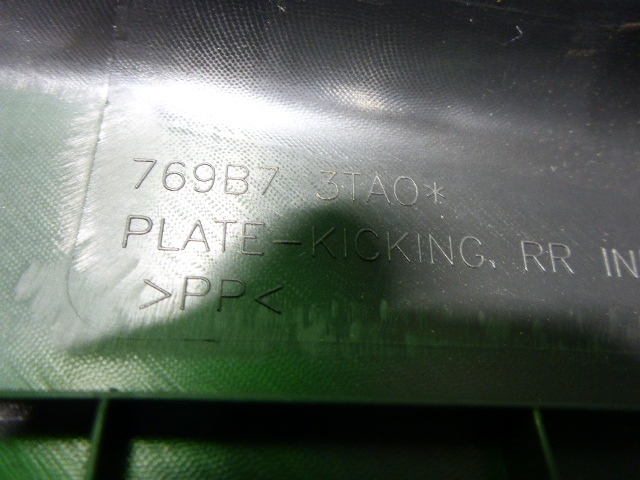 769B7 3TA0*
PLATE-KICKING, RR IN
>PP<